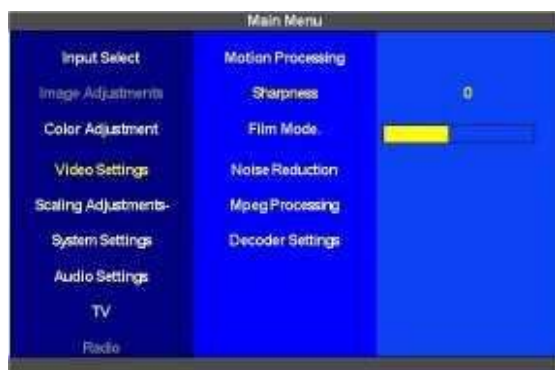 Main Menu
Input Select
Image Adjustments
Color Adjustment
Video Settings
Scaling Adjustments-
System Settings
Audio Settings
TV
Radio
Motion Processing
Sharpness
Film Mode.
Noise Reduction
Mpeg Processing
Decoder Settings
0